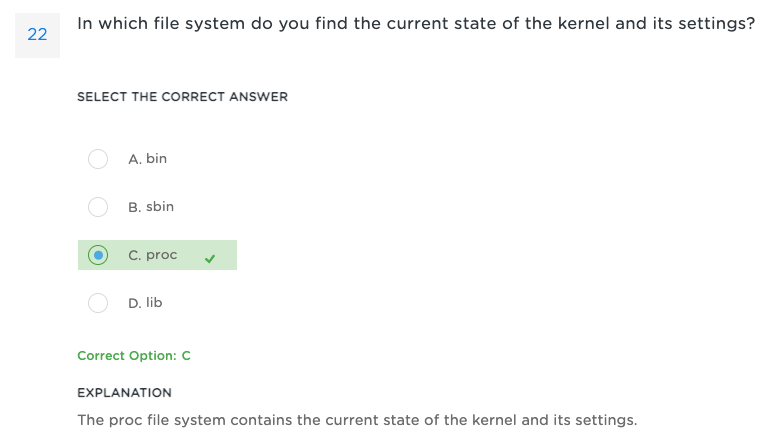 22
In which file system do you find the current state of the kernel and its settings?
SELECT THE CORRECT ANSWER
A. bin
B. sbin
C. proc
D. lib
Correct Option: C
EXPLANATION
The proc file system contains the current state of the kernel and its settings.